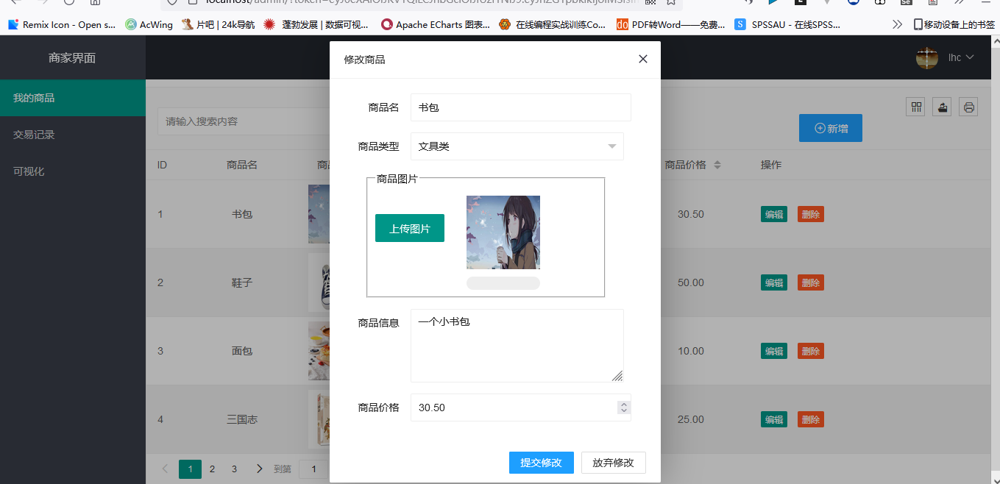 Remix Icon - Open s...
AcWing
片吧 | 24k导航
蓬勃发展 | 数据可视...
Apache ECharts 图表...
在线编程实战训练Co...
PDF转Word——免费...
SPSSAU - 在线SPSS...
移动设备上的书签
商家界面
lhc
我的商品
交易记录
可视化
请输入搜索内容
新增
ID 商品名 商品价格 操作
1 书包 30.50 编辑 删除
2 鞋子 50.00 编辑 删除
3 面包 10.00 编辑 删除
4 三国志 25.00 编辑 删除
1 2 3 到第 1
修改商品
商品名 书包
商品类型 文具类
商品图片
上传图片
商品信息 一个小书包
商品价格 30.50
提交修改 放弃修改